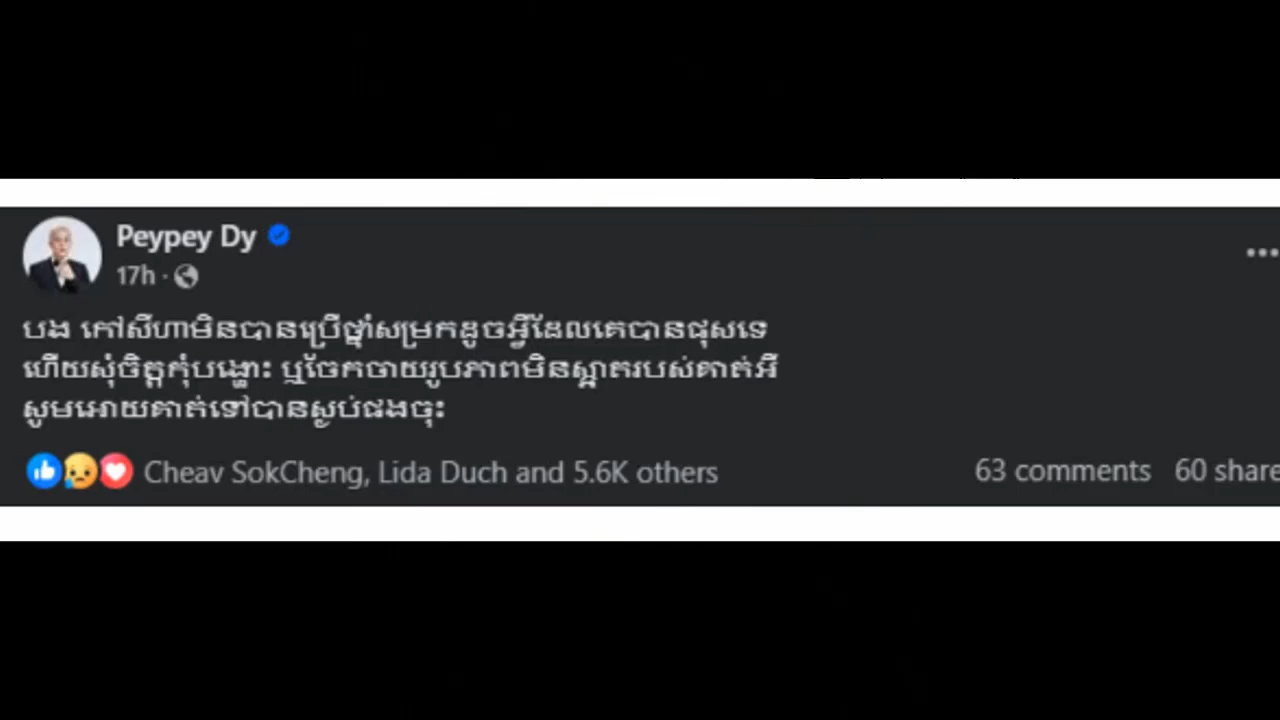 Peypey Dy
17h ·
បង កៅសីហាមិនបានប្រើថ្នាំសម្រកដូចអ្វីដែលគេបានផុសទេ
ហើយសុំចិត្តកុំបង្ហោះ ឬចែកចាយរូបភាពមិនស្អាតរបស់គាត់អី
សូមអោយគាត់ទៅបានស្ងប់ផងចុះ
Cheav SokCheng, Lida Duch and 5.6K others
63 comments 60 share